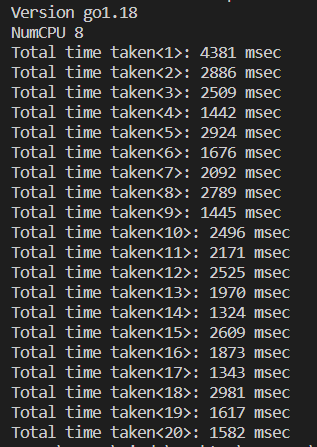 Version go1.18
NumCPU 8
Total time taken<1>: 4381 msec
Total time taken<2>: 2886 msec
Total time taken<3>: 2509 msec
Total time taken<4>: 1442 msec
Total time taken<5>: 2924 msec
Total time taken<6>: 1676 msec
Total time taken<7>: 2092 msec
Total time taken<8>: 2789 msec
Total time taken<9>: 1445 msec
Total time taken<10>: 2496 msec
Total time taken<11>: 2171 msec
Total time taken<12>: 2525 msec
Total time taken<13>: 1970 msec
Total time taken<14>: 1324 msec
Total time taken<15>: 2609 msec
Total time taken<16>: 1873 msec
Total time taken<17>: 1343 msec
Total time taken<18>: 2981 msec
Total time taken<19>: 1617 msec
Total time taken<20>: 1582 msec